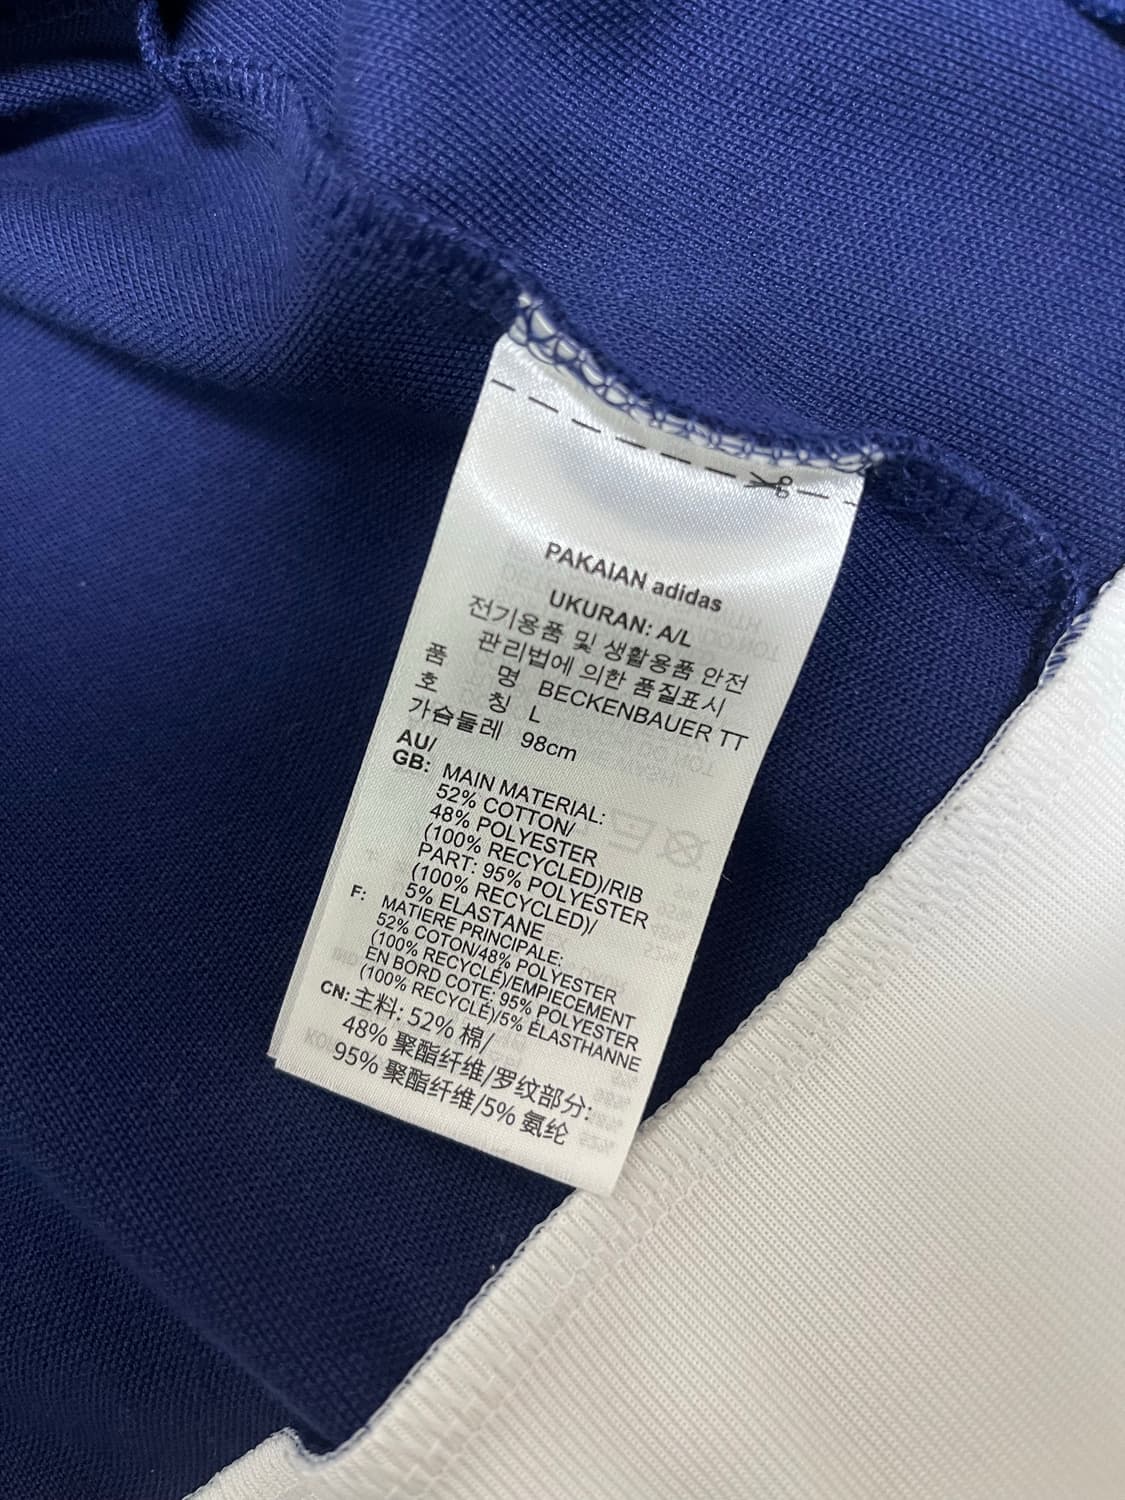 PAKAIAN adidas
UKURAN: A/L
전기용품 및 생활용품 안전
관리법에 의한 품질표시
품 명 BECKENBAUER TT
호 칭 L
가슴둘레 98cm
AU/
GB: MAIN MATERIAL:
52% COTTON/
48% POLYESTER
(100% RECYCLED)/RIB
PART: 95% POLYESTER
(100% RECYCLED)/
5% ELASTANE
F: MATIERE PRINCIPALE:
52% COTON/48% POLYESTER
(100% RECYCLÉ)/EMPIECEMENT
EN BORD COTE: 95% POLYESTER
(100% RECYCLÉ)/5% ÉLASTHANNE
CN: 主料: 52% 棉/
48% 聚酯纤维/罗纹部分:
95% 聚酯纤维/5% 氨纶